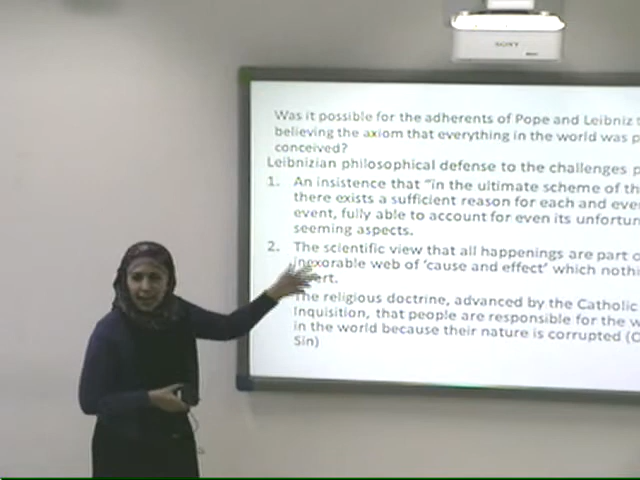 SONY
Was it possible for the adherents of Pope and Leibniz
believing the axiom that everything in the world was
conceived?
Leibnizian philosophical defense to the challenges
1. An insistence that "in the ultimate scheme of
there exists a sufficient reason for each and
event, fully able to account for even its
seeming aspects.
2. The scientific view that all happenings are part
inexorable web of 'cause and effect' which
The religious doctrine, advanced by the Catholic
Inquisition, that people are responsible for the
in the world because their nature is corrupted
Sin)